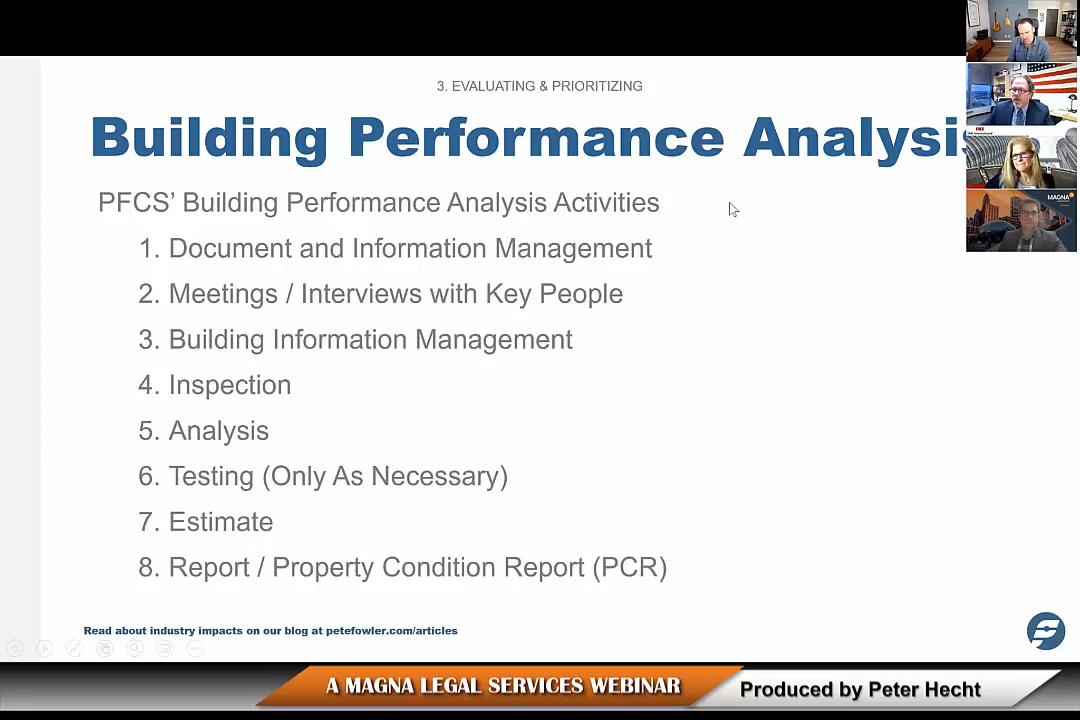 3. EVALUATING & PRIORITIZING
Building Performance Analysis
PFCS’ Building Performance Analysis Activities
1. Document and Information Management
2. Meetings / Interviews with Key People
3. Building Information Management
4. Inspection
5. Analysis
6. Testing (Only As Necessary)
7. Estimate
8. Report / Property Condition Report (PCR)
Read about industry impacts on our blog at petefowler.com/articles
MAGNA
A MAGNA LEGAL SERVICES WEBINAR
Produced by Peter Hecht